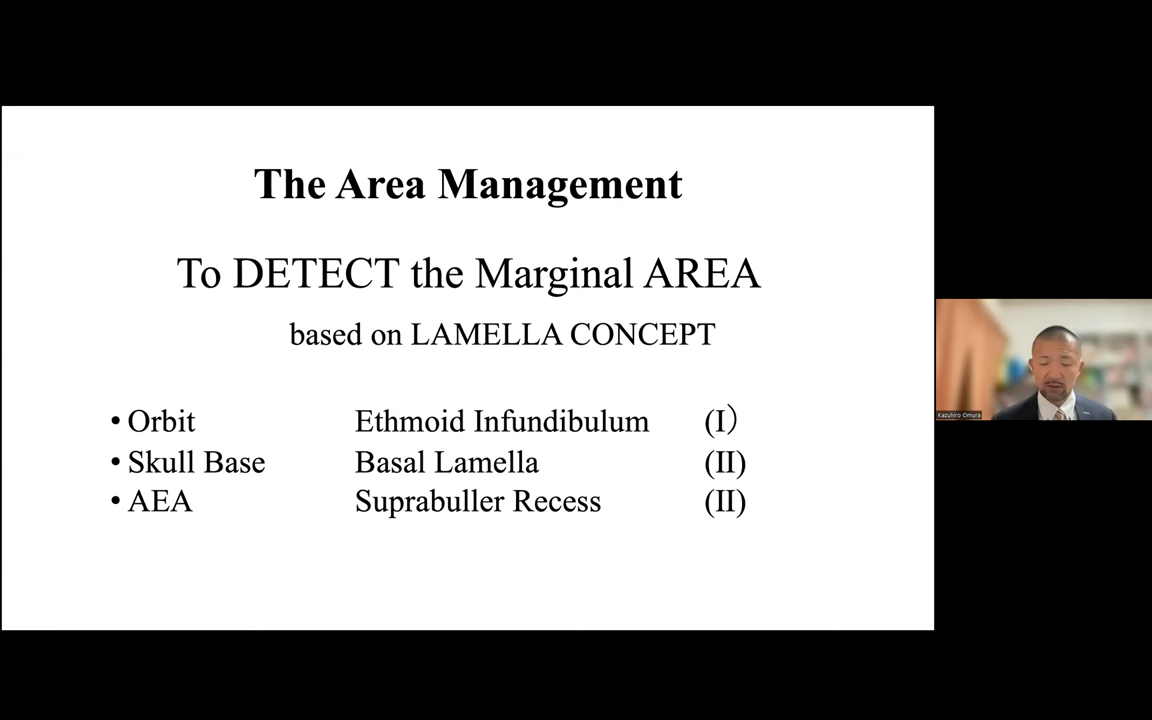 The Area Management
To DETECT the Marginal AREA
based on LAMELLA CONCEPT
• Orbit Ethmoid Infundibulum (I）
• Skull Base Basal Lamella (II)
• AEA Suprabuller Recess (II)
Kazuhiro Omura